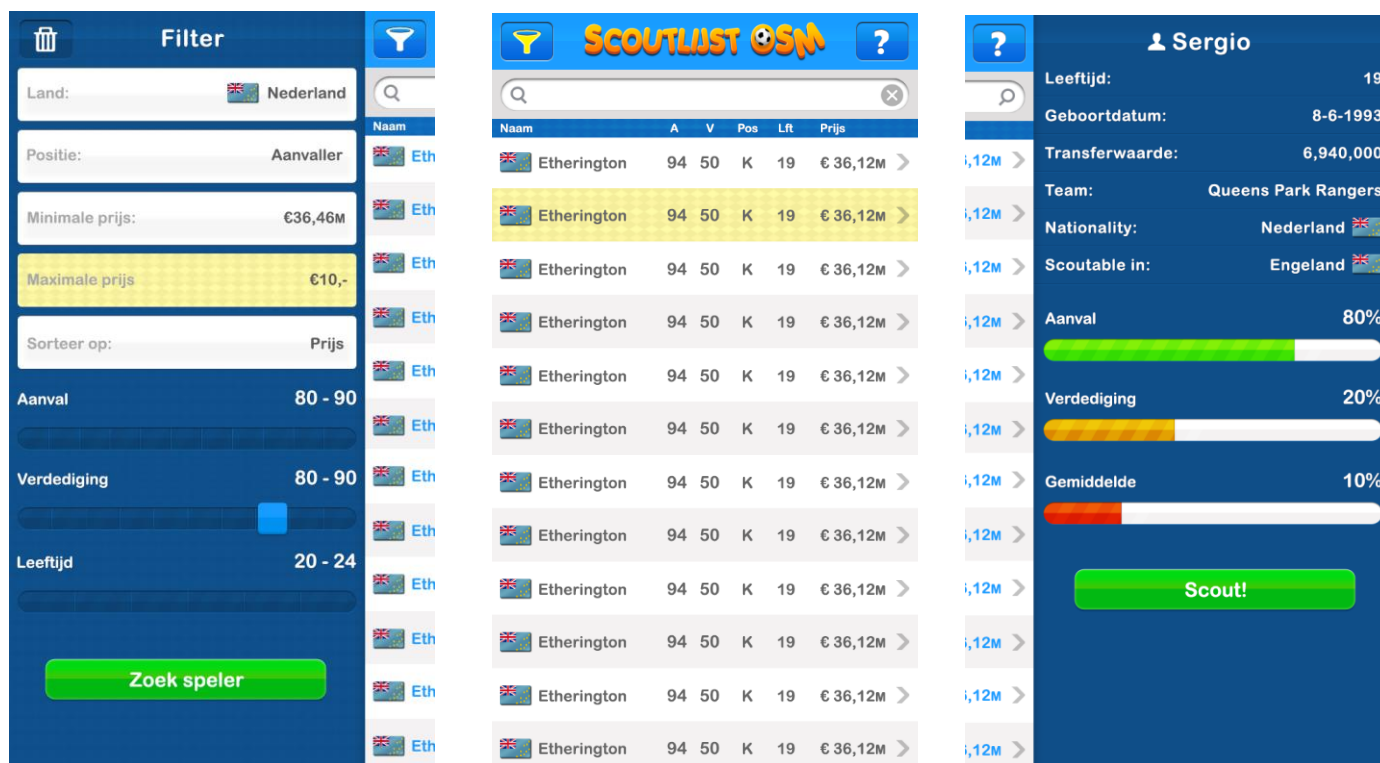 Filter
Land: Nederland
Positie: Aanvaller
Minimale prijs: €36,46M
Maximale prijs €10,-
Sorteer op: Prijs
Aanval 80 - 90
Verdediging 80 - 90
Leeftijd 20 - 24
Zoek speler
Naam
Eth
Eth
Eth
Eth
Eth
Eth
Eth
Eth
Eth
Eth
Eth
Eth
SCOUTLIJST OSM ?
Naam A V Pos Lft Prijs
Etherington 94 50 K 19 € 36,12M
Etherington 94 50 K 19 € 36,12M
Etherington 94 50 K 19 € 36,12M
Etherington 94 50 K 19 € 36,12M
Etherington 94 50 K 19 € 36,12M
Etherington 94 50 K 19 € 36,12M
Etherington 94 50 K 19 € 36,12M
Etherington 94 50 K 19 € 36,12M
Etherington 94 50 K 19 € 36,12M
Etherington 94 50 K 19 € 36,12M
Etherington 94 50 K 19 € 36,12M
Etherington 94 50 K 19 € 36,12M
?
,12M
,12M
,12M
,12M
,12M
,12M
,12M
,12M
,12M
,12M
,12M
,12M
Sergio
Leeftijd: 19
Geboortdatum: 8-6-1993
Transferwaarde: 6,940,000
Team: Queens Park Rangers
Nationality: Nederland
Scoutable in: Engeland
Aanval 80%
Verdediging 20%
Gemiddelde 10%
Scout!